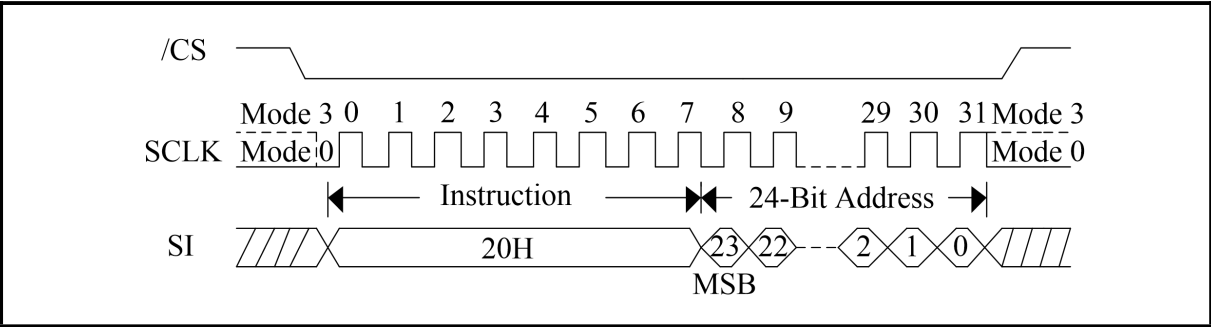 /CS
Mode 3 0 1 2 3 4 5 6 7 8 9 29 30 31 Mode 3
SCLK Mode 0 Mode 0
Instruction 24-Bit Address
SI 20H 23 22 2 1 0
MSB